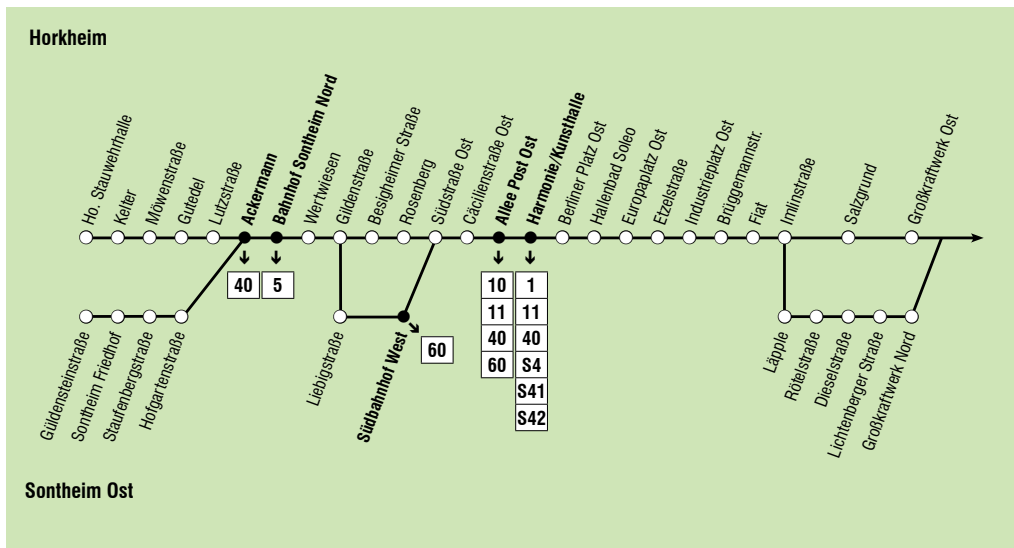 Horkheim
Ho. Stauwehrhalle
Kelter
Möwenstraße
Gutedel
Lutzstraße
Ackermann
Bahnhof Sontheim Nord
Wertwiesen
Gildenstraße
Besigheimer Straße
Rosenberg
Südstraße Ost
Cäcilienstraße Ost
Allee Post Ost
Harmonie/Kunsthalle
Berliner Platz Ost
Hallenbad Soleo
Europaplatz Ost
Etzelstraße
Industrieplatz Ost
Brüggemannstr.
Fiat
Imlinstraße
Salzgrund
Großkraftwerk Ost
40
5
10
11
40
60
1
11
40
S4
S41
S42
60
Güldensteinstraße
Sontheim Friedhof
Staufenbergstraße
Hofgartenstraße
Liebigstraße
Südbahnhof West
Läpple
Rötelstraße
Dieselstraße
Lichtenberger Straße
Großkraftwerk Nord
Sontheim Ost